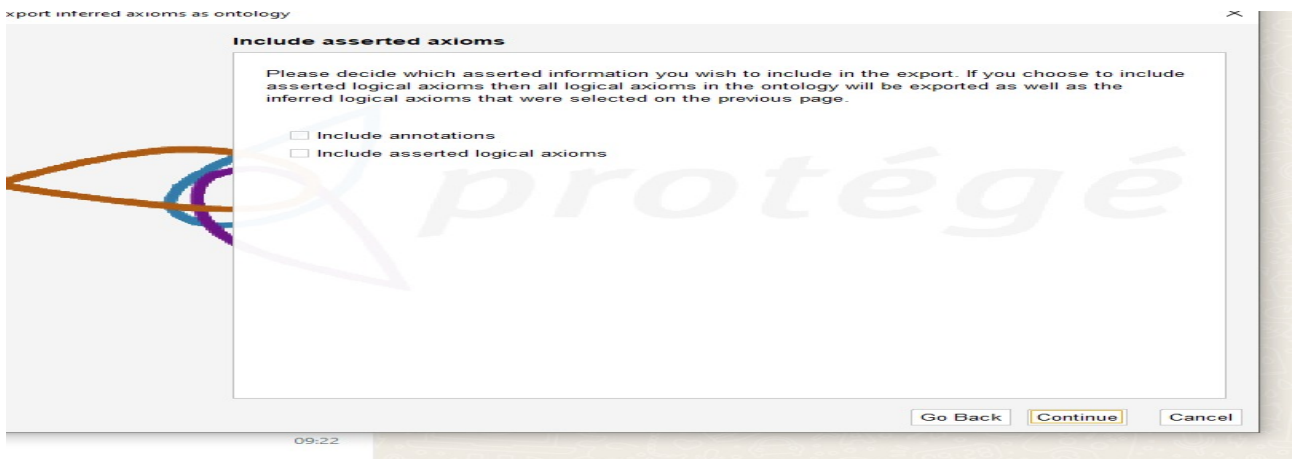 xport inferred axioms as ontology
Include asserted axioms
Please decide which asserted information you wish to include in the export. If you choose to include
asserted logical axioms then all logical axioms in the ontology will be exported as well as the
inferred logical axioms that were selected on the previous page.
Include annotations
Include asserted logical axioms
protégé
Go Back Continue Cancel
09:22